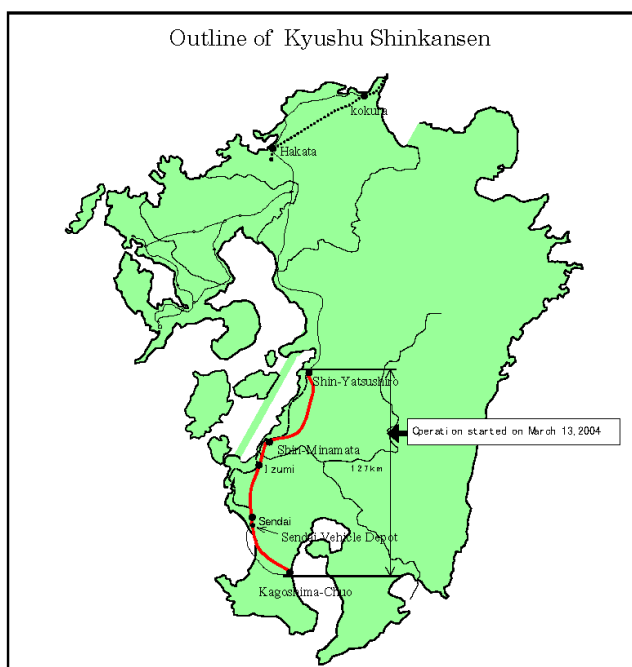 Outline of Kyushu Shinkansen
kokura
Hakata
Shin-Yatsushiro
Operation started on March 13, 2004
Shin-Minamata
Izumi
127km
Sendai
Sendai Vehicle Depot
Kagoshima-Chuo